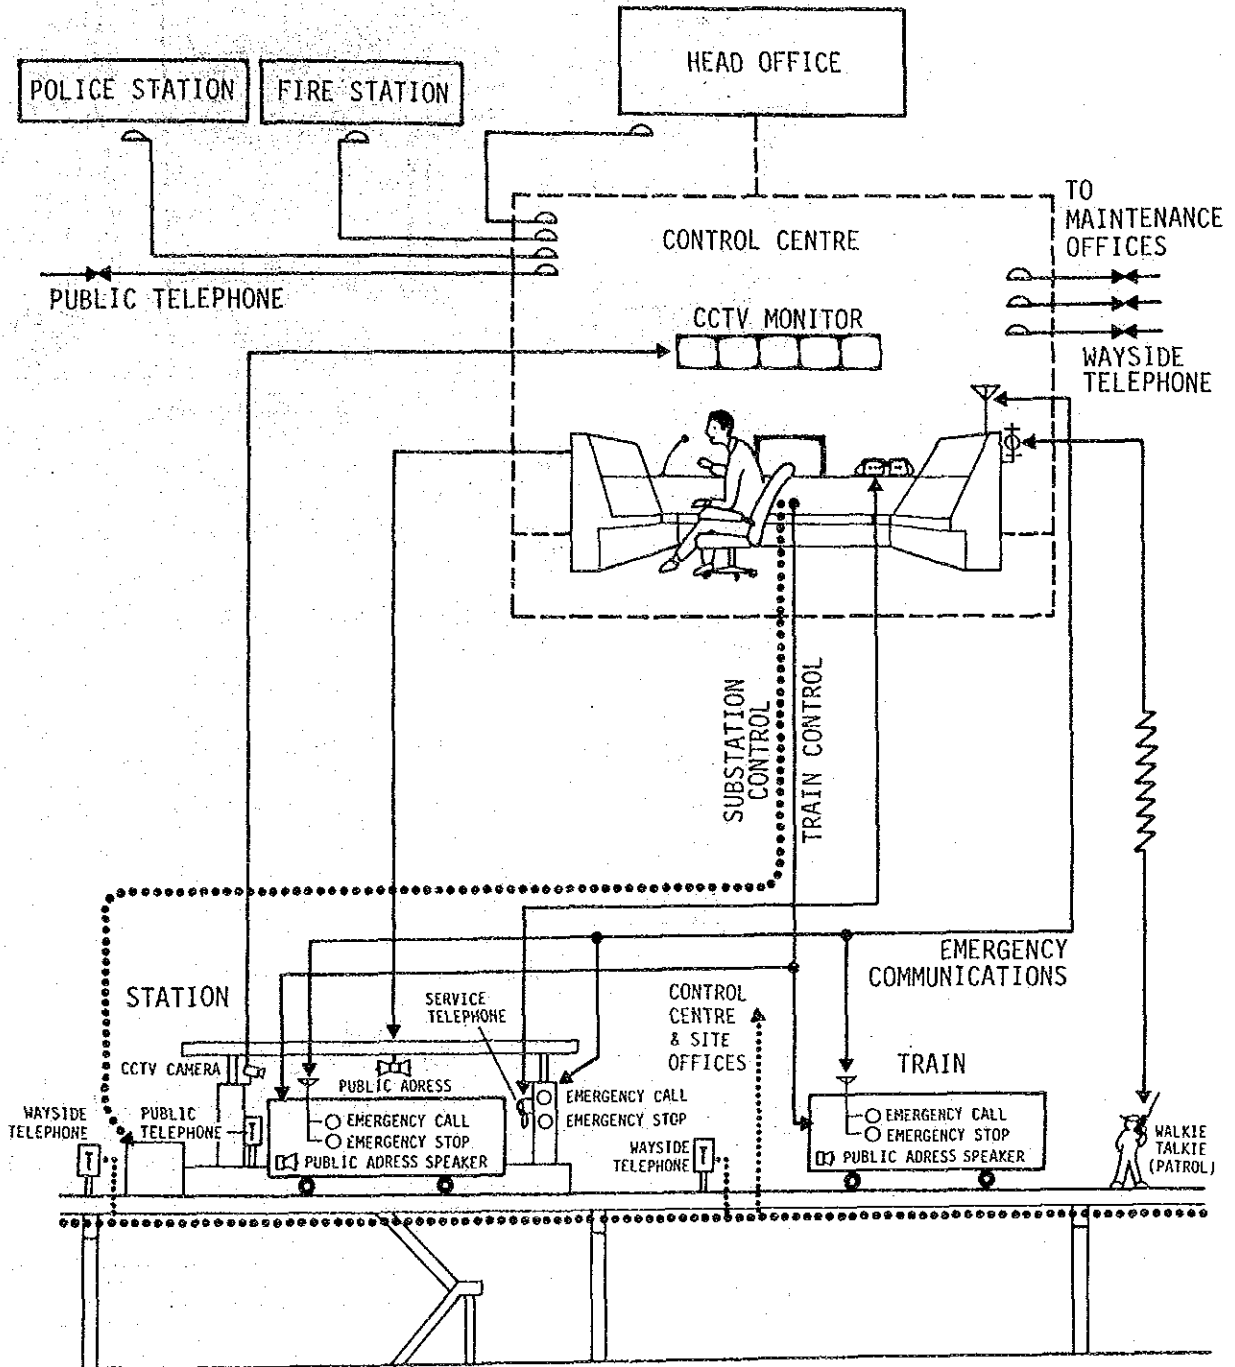 HEAD OFFICE
POLICE STATION
FIRE STATION
TO
MAINTENANCE
OFFICES
CONTROL CENTRE
PUBLIC TELEPHONE
CCTV MONITOR
WAYSIDE
TELEPHONE
SUBSTATION
CONTROL
TRAIN CONTROL
EMERGENCY
COMMUNICATIONS
STATION
SERVICE
TELEPHONE
CONTROL
CENTRE
& SITE
OFFICES
TRAIN
CCTV CAMERA
PUBLIC ADRESS
EMERGENCY CALL
EMERGENCY STOP
WAYSIDE
TELEPHONE
PUBLIC
TELEPHONE
EMERGENCY CALL
EMERGENCY STOP
PUBLIC ADRESS SPEAKER
WAYSIDE
TELEPHONE
EMERGENCY CALL
EMERGENCY STOP
PUBLIC ADRESS SPEAKER
WALKIE
TALKIE
(PATROL)